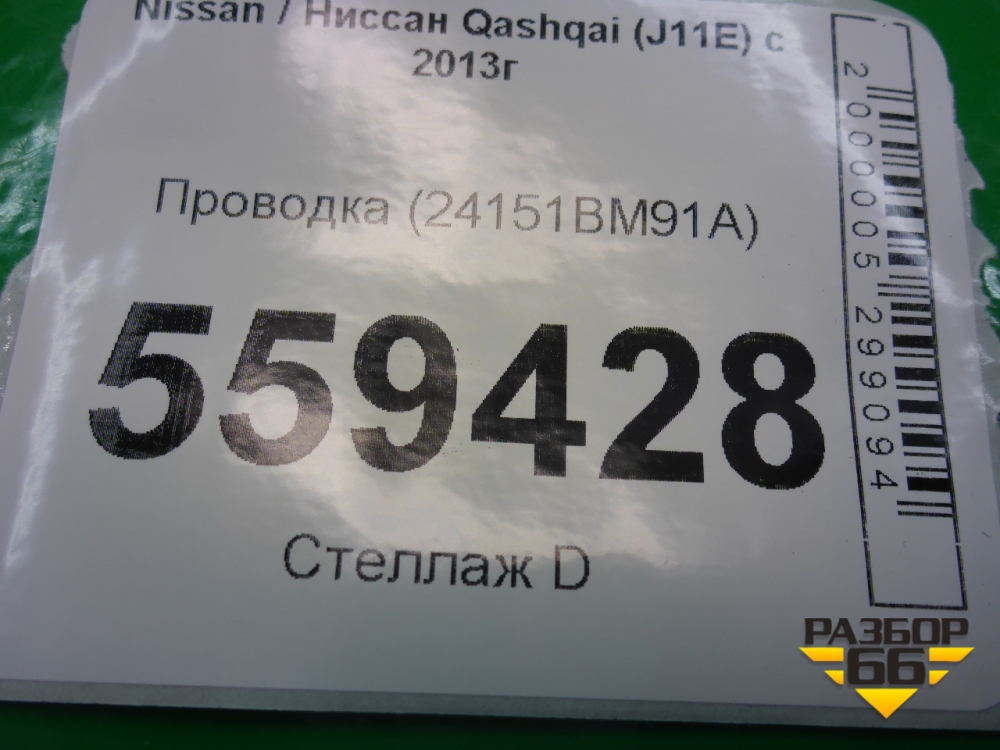 Nissan / Ниссан Qashqai (J11E) с
2013г
Проводка (24151BM91A)
559428
Стеллаж D
2000005299094
РАЗБОР
66